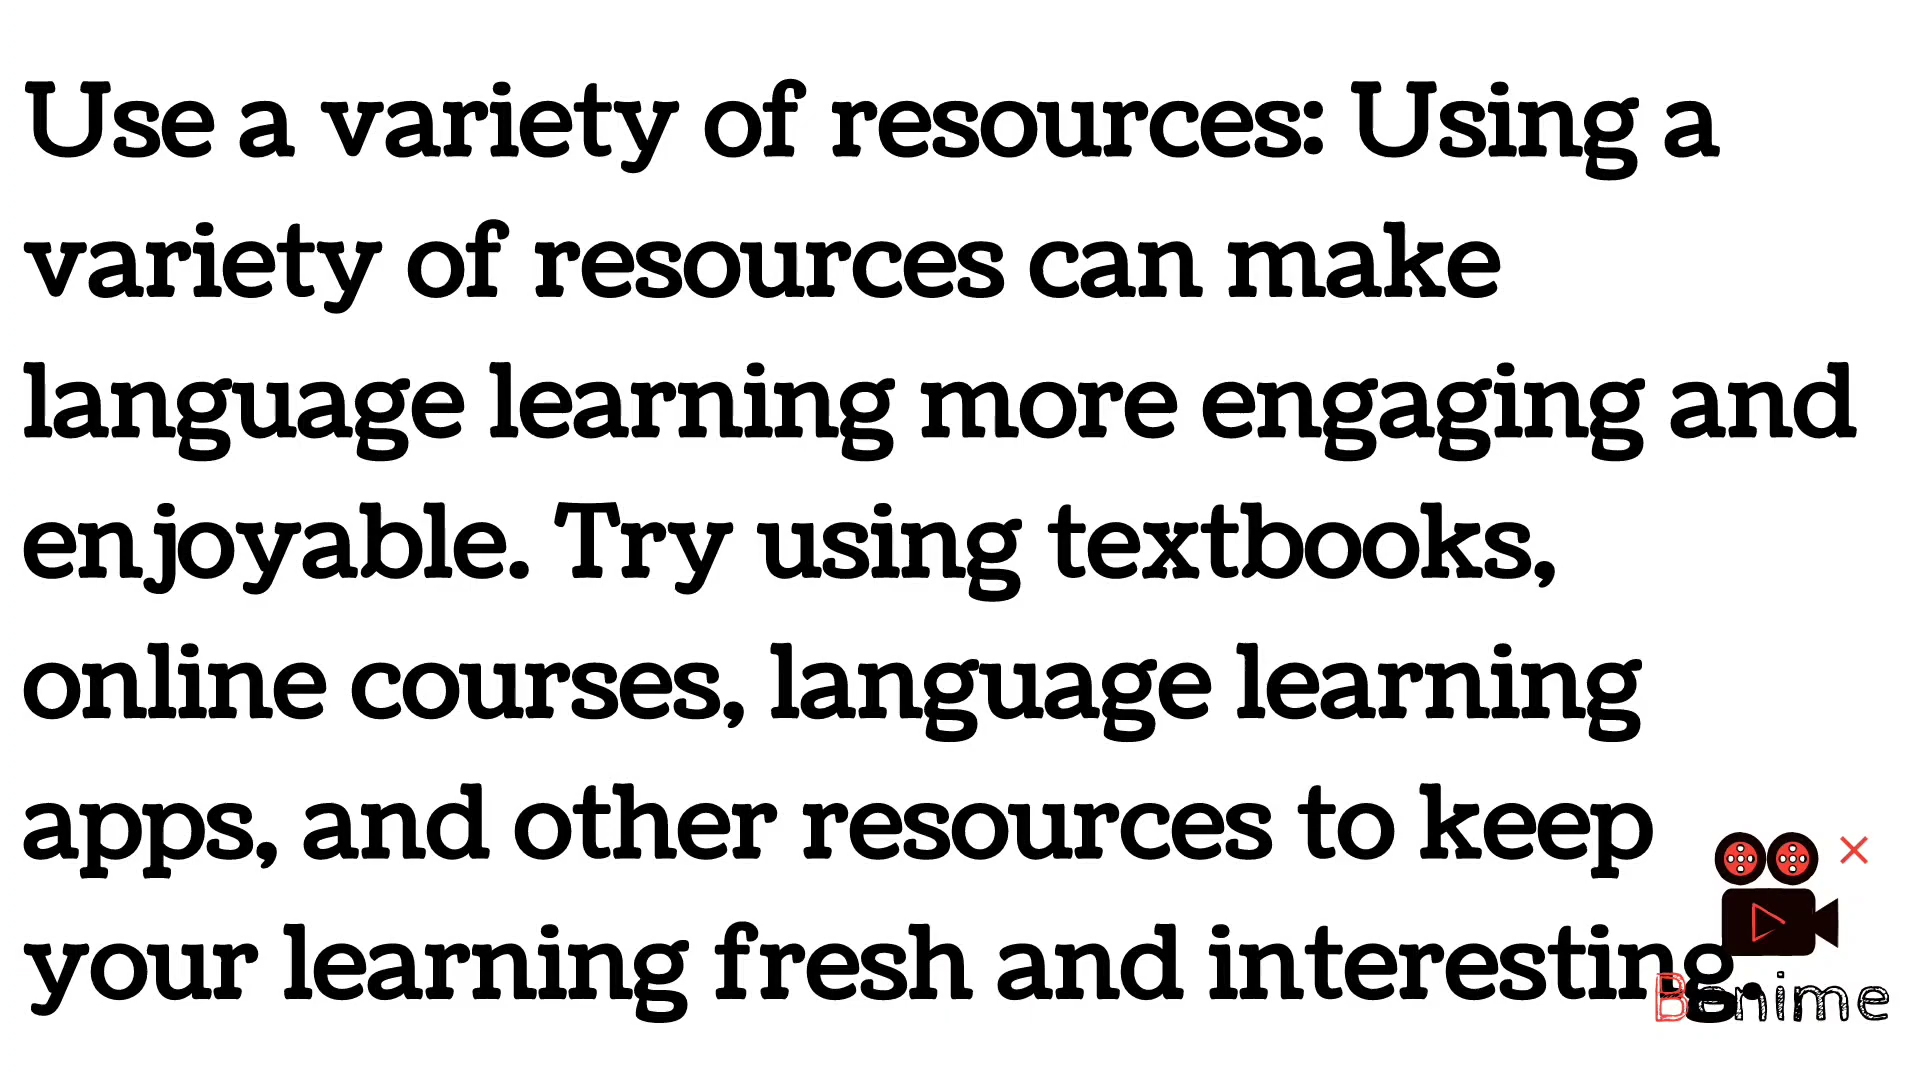 Use a variety of resources: Using a
variety of resources can make
language learning more engaging and
enjoyable. Try using textbooks,
online courses, language learning
apps, and other resources to keep
your learning fresh and interesting.
Benime